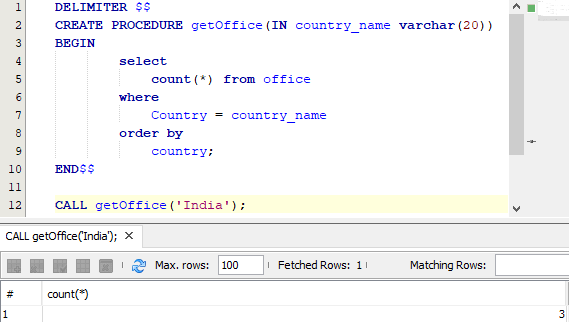 1 DELIMITER $$
2 CREATE PROCEDURE getOffice(IN country_name varchar(20))
3 BEGIN
4 select
5 count(*) from office
6 where
7 Country = country_name
8 order by
9 country;
10 END$$
11
12 CALL getOffice('India');
CALL getOffice('India'); ×
Max. rows: 100 Fetched Rows: 1 Matching Rows:
# count(*)
1 3